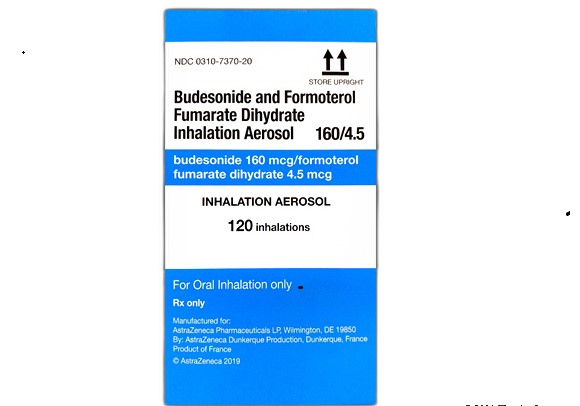 NDC 0310-7370-20
STORE UPRIGHT
Budesonide and Formoterol
Fumarate Dihydrate
Inhalation Aerosol 160/4.5
budesonide 160 mcg/formoterol
fumarate dihydrate 4.5 mcg
INHALATION AEROSOL
120 inhalations
For Oral Inhalation only
Rx only
Manufactured for:
AstraZeneca Pharmaceuticals LP, Wilmington, DE 19850
By: AstraZeneca Dunkerque Production, Dunkerque, France
Product of France
© AstraZeneca 2019